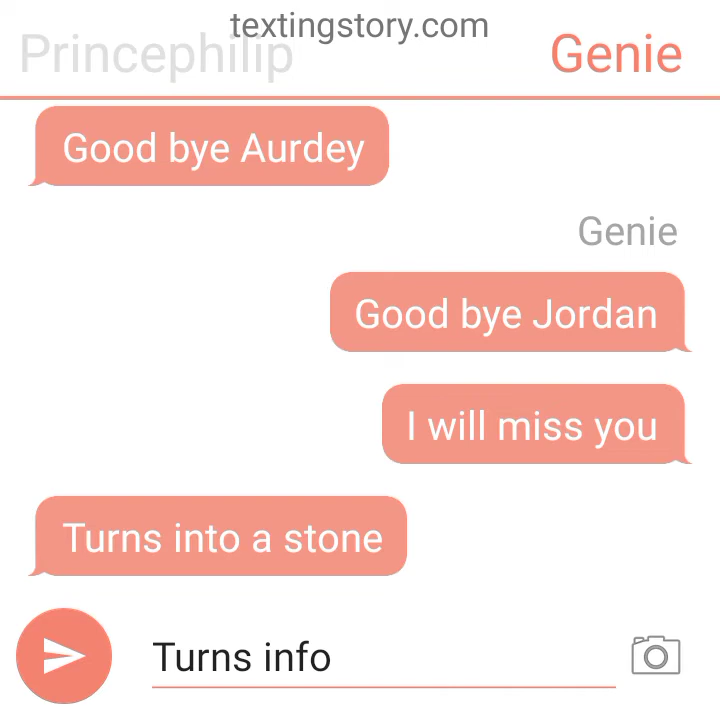 textingstory.com
Princephilip
Genie
Good bye Aurdey
Genie
Good bye Jordan
I will miss you
Turns into a stone
Turns info